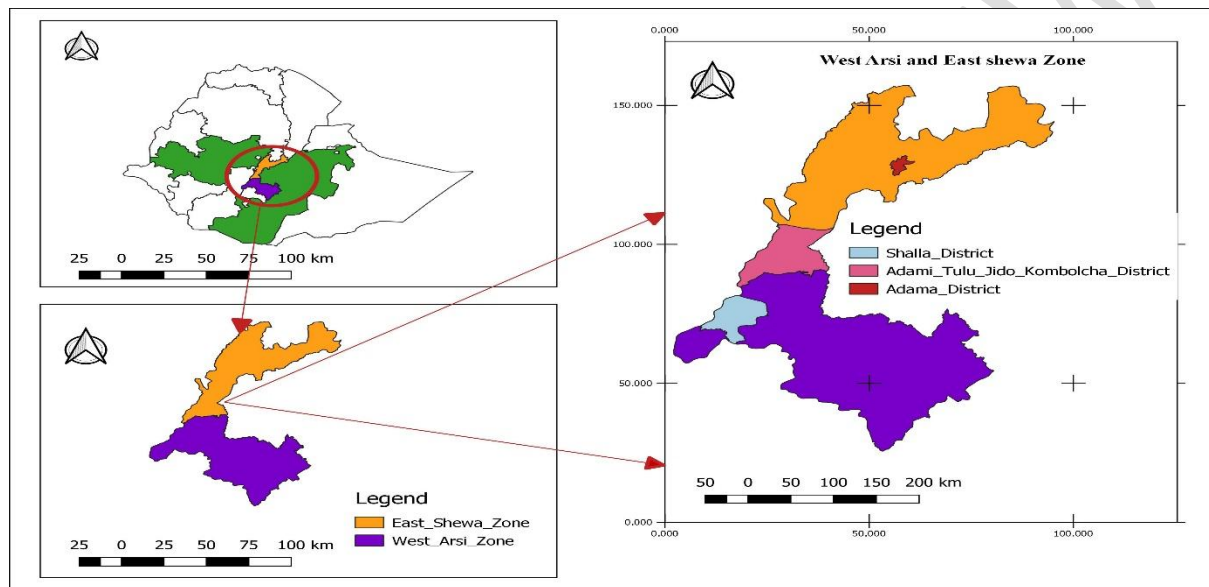 25 0 25 50 75 100 km
Legend
East_Shewa_Zone
West_Arsi_Zone
25 0 25 50 75 100 km
0.000 50.000 100.000
West Arsi and East shewa Zone
150.000
100.000
Legend
Shalla_District
Adami_Tulu_Jido_Kombolcha_District
Adama_District
50.000
50 0 50 100 150 200 km
0.000
0.000 50.000 100.000